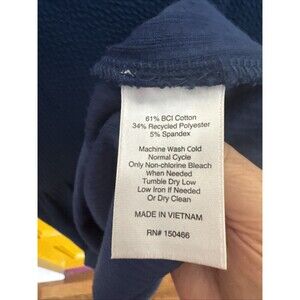 61% BCI Cotton
34% Recycled Polyester
5% Spandex
Machine Wash Cold
Normal Cycle
Only Non-chlorine Bleach
When Needed
Tumble Dry Low
Low Iron If Needed
Or Dry Clean
MADE IN VIETNAM
RN# 150466